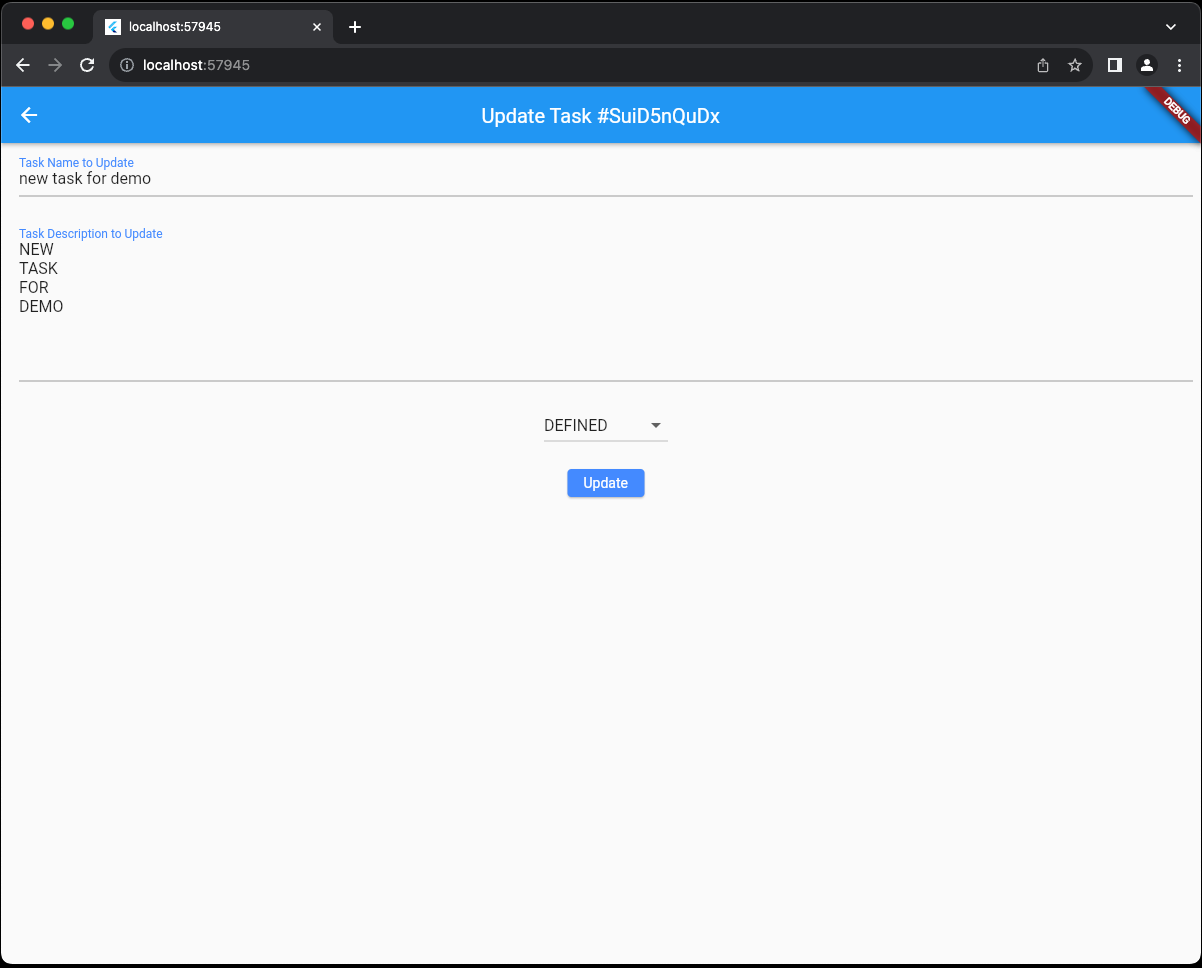 localhost:57945
localhost:57945
Update Task #SuiD5nQuDx
DEBUG
Task Name to Update
new task for demo
Task Description to Update
NEW
TASK
FOR
DEMO
DEFINED
Update